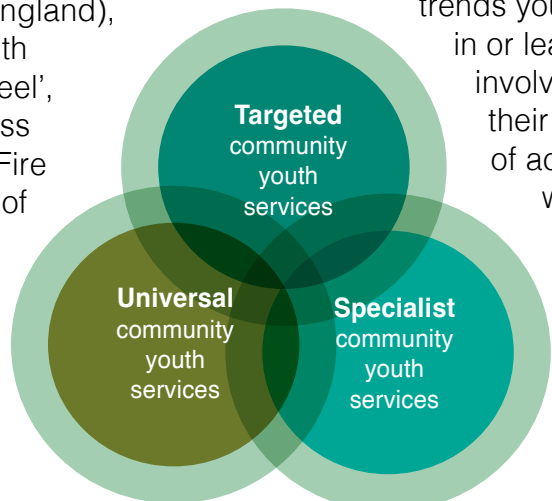 ngland),
th
eel',
ss
Fire
of
trends you
in or lea
involv
their
of ac
w
Targeted
community
youth
services
Universal
community
youth
services
Specialist
community
youth
services